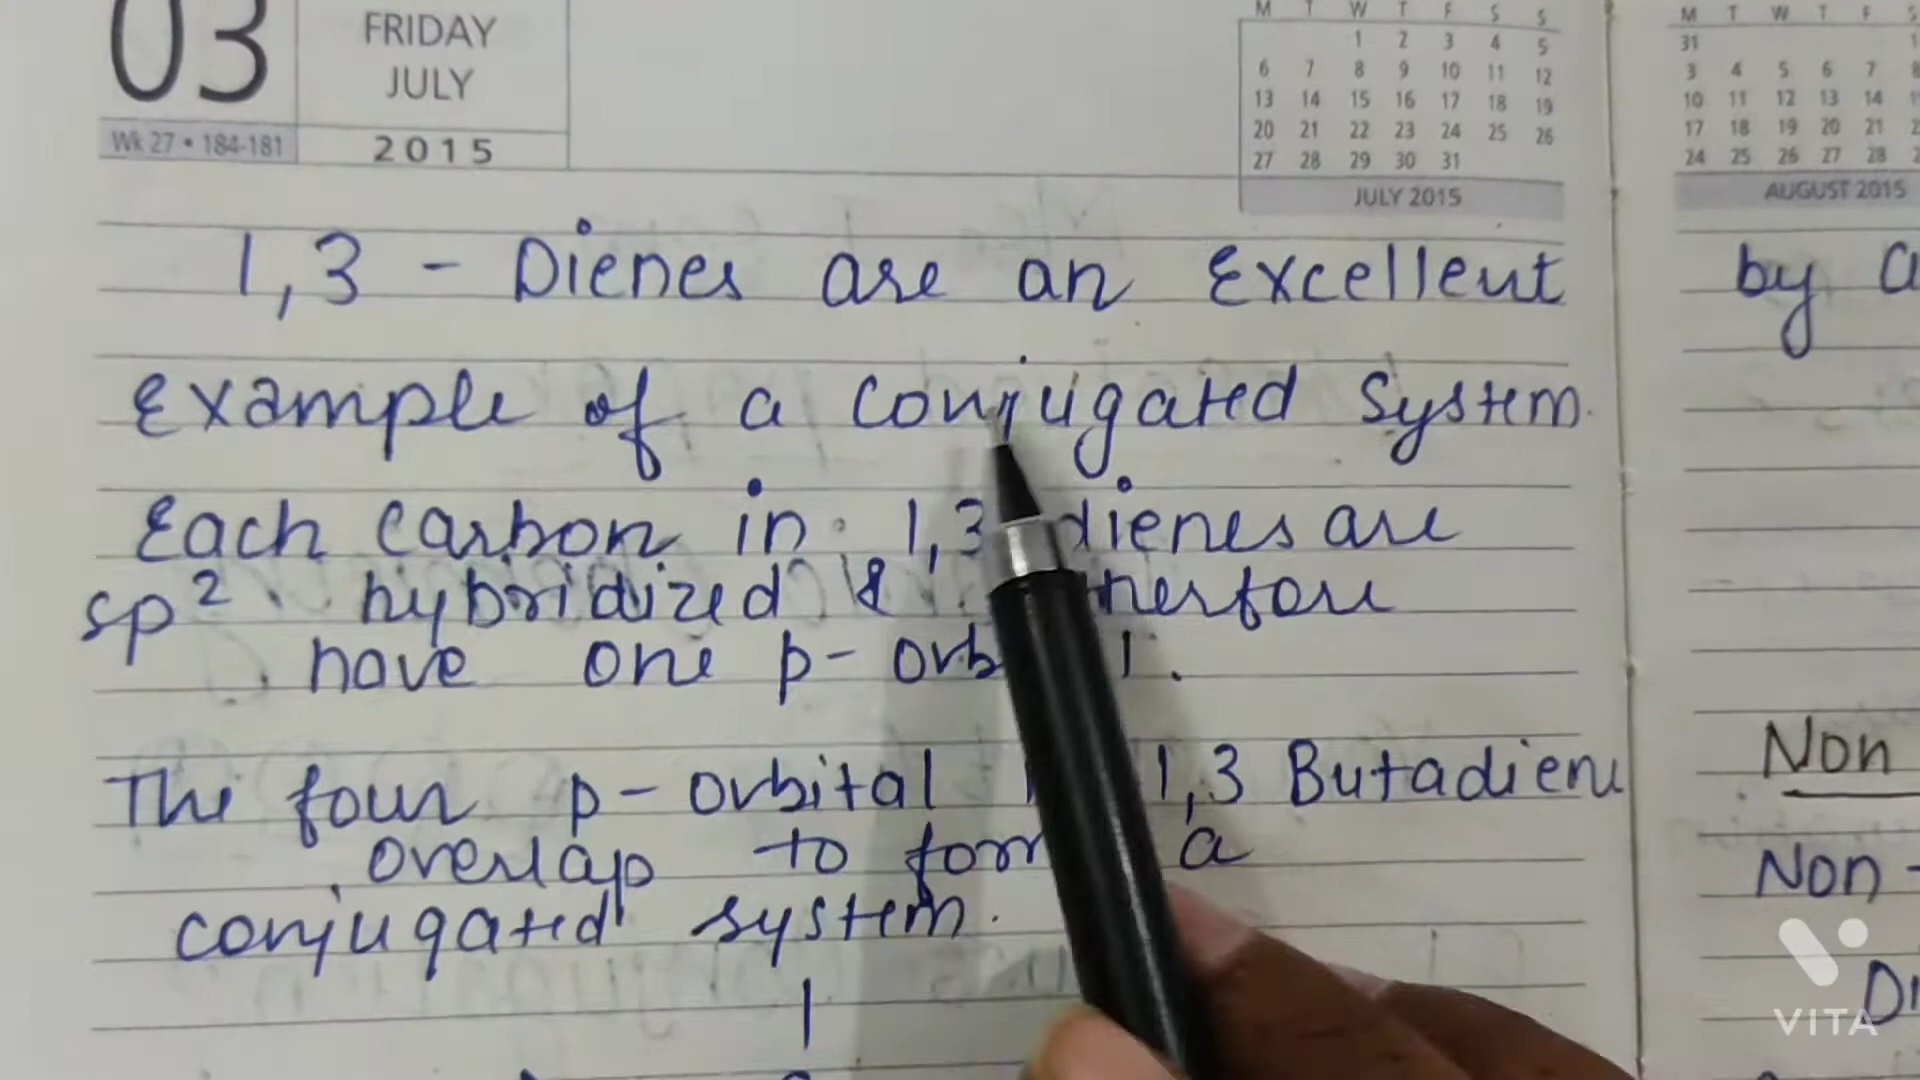 03 FRIDAY
JULY
Wk 27 • 184-181 2015
M T W T F S S
1 2 3 4 5
6 7 8 9 10 11 12
13 14 15 16 17 18 19
20 21 22 23 24 25 26
27 28 29 30 31
JULY 2015
M T W T F S
31 1
3 4 5 6 7 8
10 11 12 13 14
17 18 19 20 21
24 25 26 27 28
AUGUST 2015
1,3 - Dienes are an Excellent
Example of a conjugated system.
Each carbon in 1,3 dienes are
sp² hybridized &
have one p-
The four p-orbital 1,3 Butadiene
overlap to form a
conjugated system.
by
Non
Non -
VITA